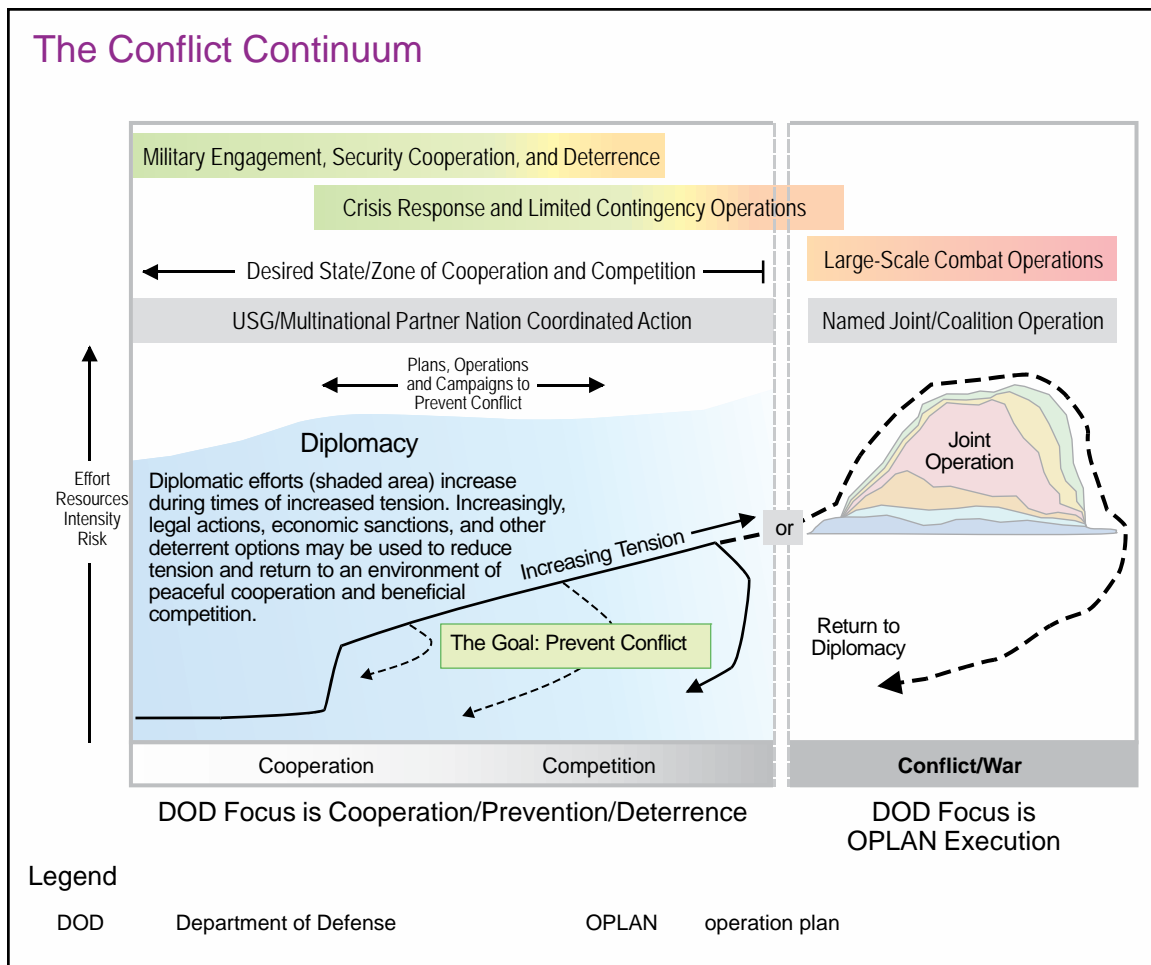 The Conflict Continuum
Military Engagement, Security Cooperation, and Deterrence
Crisis Response and Limited Contingency Operations
Desired State/Zone of Cooperation and Competition
Large-Scale Combat Operations
USG/Multinational Partner Nation Coordinated Action
Named Joint/Coalition Operation
Plans, Operations
and Campaigns to
Prevent Conflict
Effort
Resources
Intensity
Risk
Diplomacy
Diplomatic efforts (shaded area) increase
during times of increased tension. Increasingly,
legal actions, economic sanctions, and other
deterrent options may be used to reduce
tension and return to an environment of
peaceful cooperation and beneficial
competition.
Increasing Tension
or
Joint
Operation
The Goal: Prevent Conflict
Return to
Diplomacy
Cooperation
Competition
Conflict/War
DOD Focus is Cooperation/Prevention/Deterrence
DOD Focus is
OPLAN Execution
Legend
DOD Department of Defense OPLAN operation plan